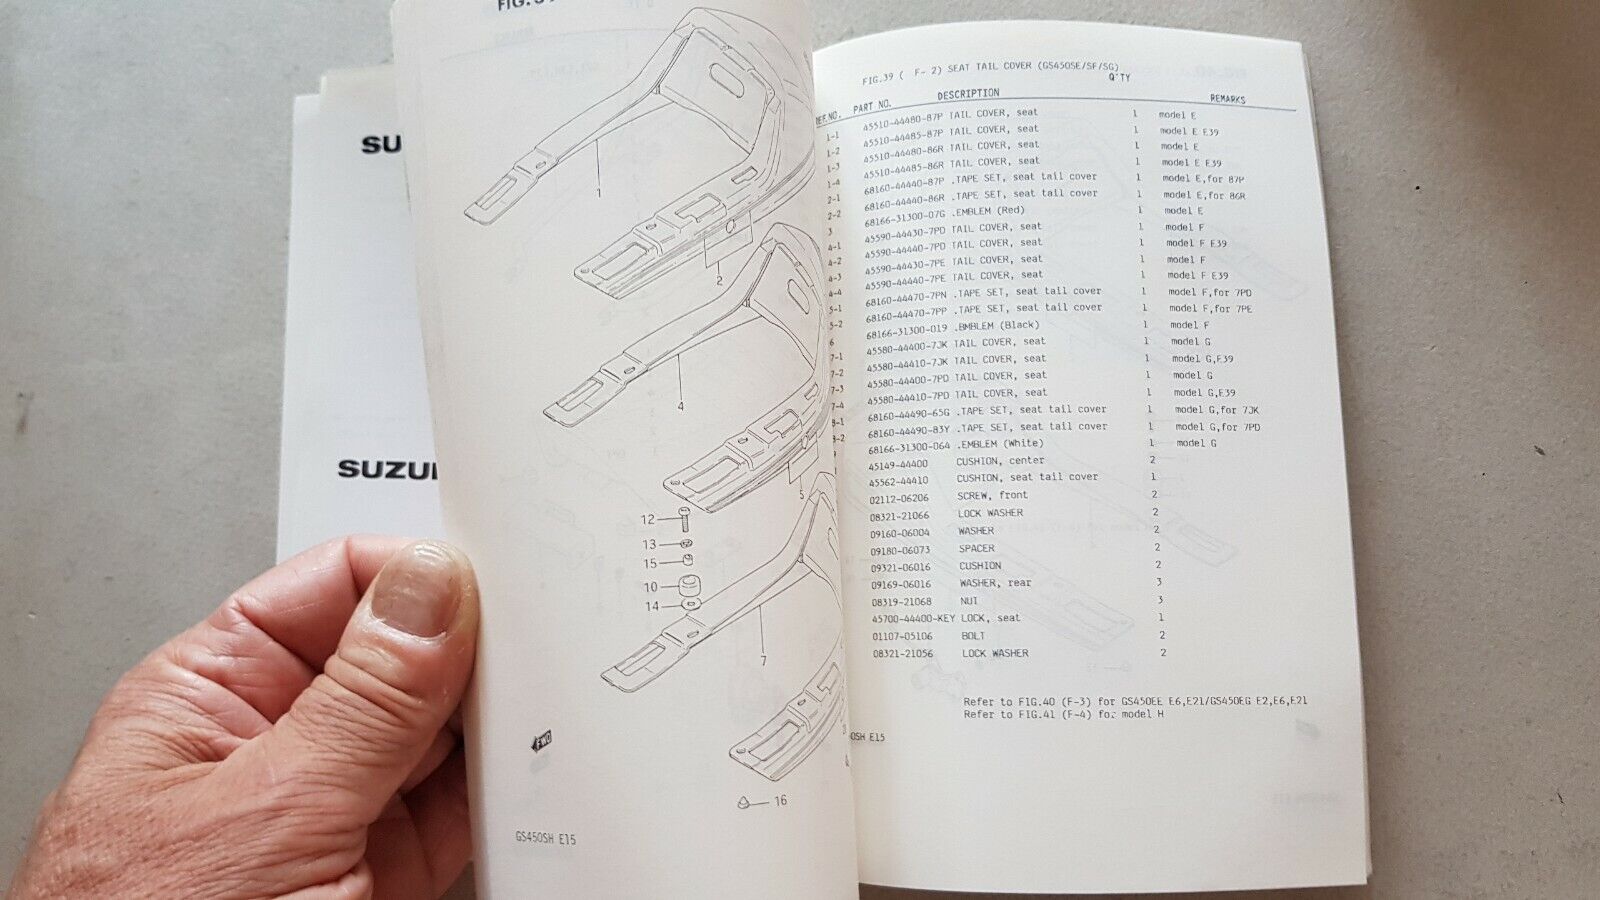 SU
SUZU
FIG.
1
2
4
5
12
13
15
10
14
7
16
FWD
GS450SH E15
FIG.39 ( F- 2) SEAT TAIL COVER (GS450SE/SF/SG)
REF.NO. PART NO. DESCRIPTION Q'TY REMARKS
1-1 45510-44480-87P TAIL COVER, seat 1 model E
1-2 45510-44485-87P TAIL COVER, seat 1 model E E39
1-3 45510-44480-86R TAIL COVER, seat 1 model E
1-4 45510-44485-86R TAIL COVER, seat 1 model E E39
2-1 68160-44440-87P .TAPE SET, seat tail cover 1 model E,for 87P
2-2 68160-44440-86R .TAPE SET, seat tail cover 1 model E,for 86R
3 68166-31300-07G .EMBLEM (Red) 1 model E
4-1 45590-44430-7PD TAIL COVER, seat 1 model F
4-2 45590-44440-7PD TAIL COVER, seat 1 model F E39
4-3 45590-44430-7PE TAIL COVER, seat 1 model F
4-4 45590-44440-7PE TAIL COVER, seat 1 model F E39
5-1 68160-44470-7PN .TAPE SET, seat tail cover 1 model F,for 7PD
5-2 68160-44470-7PP .TAPE SET, seat tail cover 1 model F,for 7PE
6 68166-31300-019 .BMBLEM (Black) 1 model F
7-1 45580-44400-7JK TAIL COVER, seat 1 model G
7-2 45580-44410-7JK TAIL COVER, seat 1 model G,E39
7-3 45580-44400-7PD TAIL COVER, seat 1 model G
7-4 45580-44410-7PD TAIL COVER, seat 1 model G,E39
8-1 68160-44490-65G .TAPE SET, seat tail cover 1 model G,for 7JK
8-2 68160-44490-83Y .TAPE SET, seat tail cover 1 model G,for 7PD
68166-31300-064 .EMBLEM (White) 1 model G
45149-44400 CUSHION, center 2
45562-44410 CUSHION, seat tail cover 1
02112-06206 SCREW, front 2
08321-21066 LOCK WASHER 2
09160-06004 WASHER 2
09180-06073 SPACER 2
09321-06016 CUSHION 2
09169-06016 WASHER, rear 3
08319-21068 NUT 3
45700-44400-KEY LOCK, seat 1
01107-05106 BOLT 2
08321-21056 LOCK WASHER 2
Refer to FIG.40 (F-3) for GS450EE E6,E21/GS450EG E2,E6,E21
Refer to FIG.41 (F-4) for model H
0SH E15